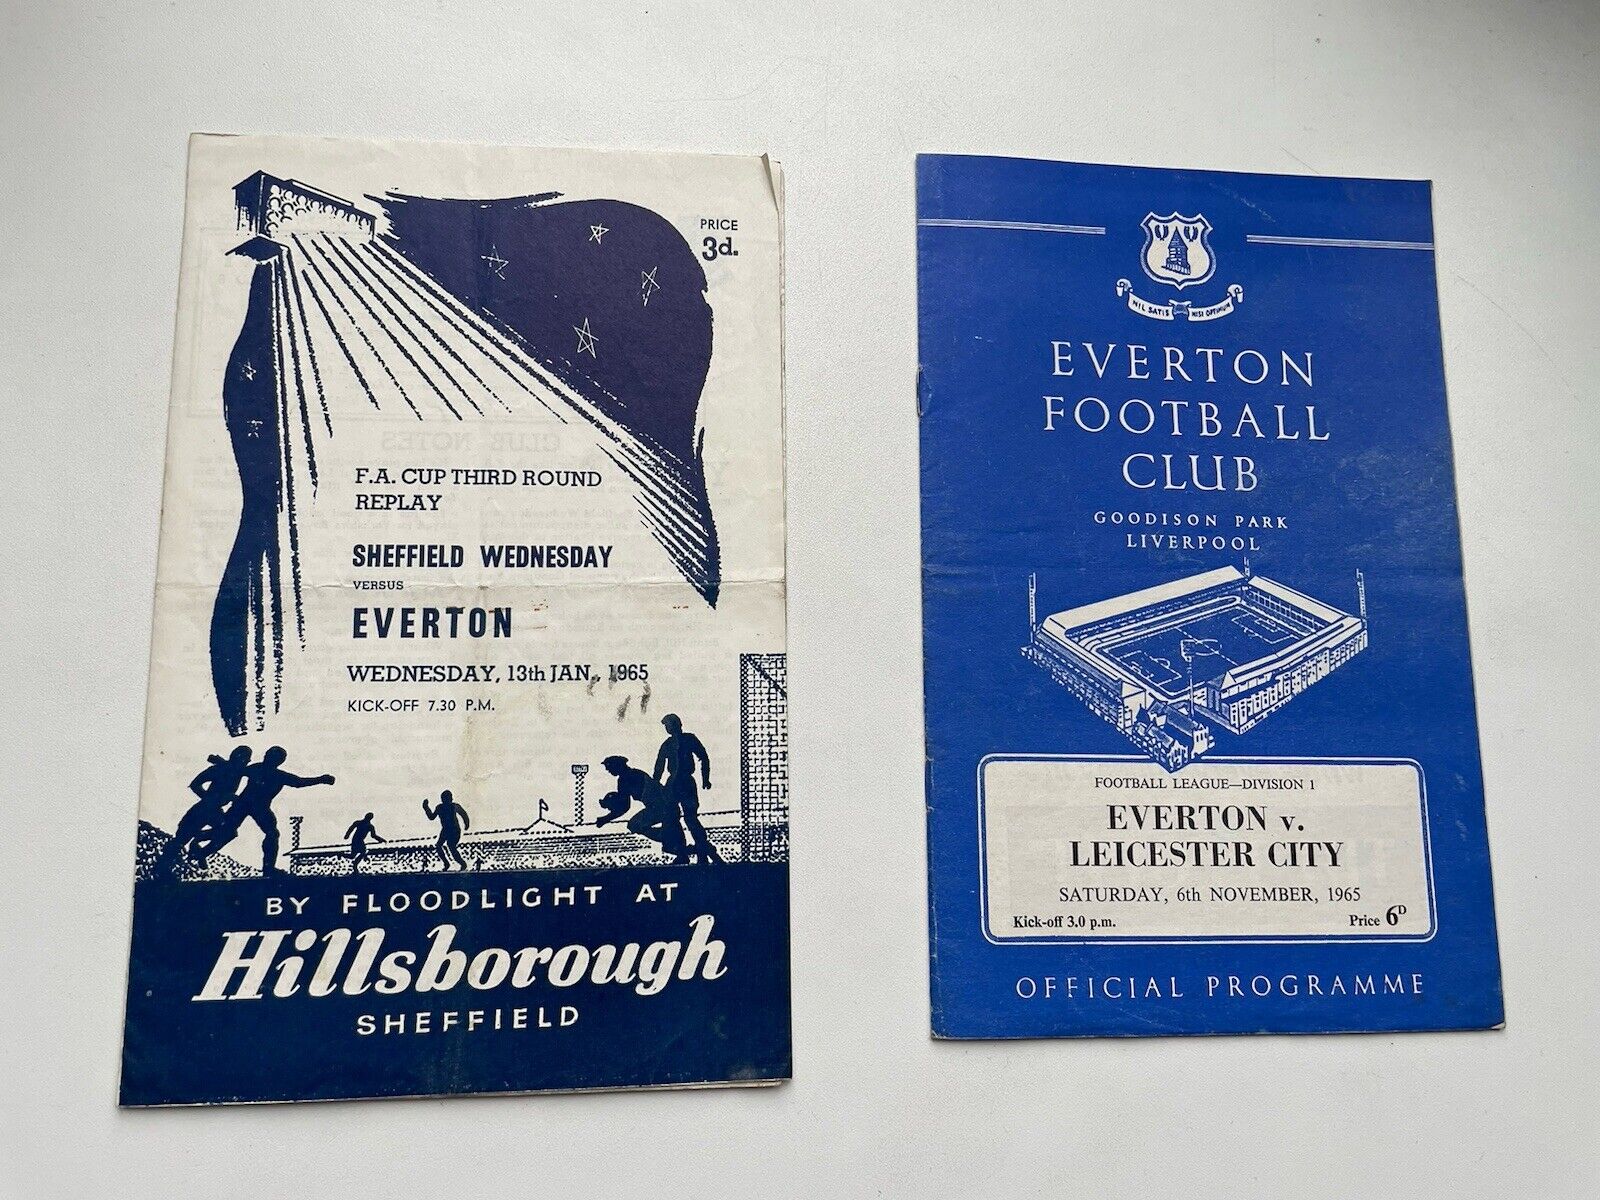 PRICE
3d.
F.A. CUP THIRD ROUND
REPLAY
SHEFFIELD WEDNESDAY
VERSUS
EVERTON
WEDNESDAY, 13th JAN., 1965
KICK-OFF 7.30 P.M.
BY FLOODLIGHT AT
Hillsborough
SHEFFIELD
NIL SATIS NISI OPTIMUM
EVERTON
FOOTBALL
CLUB
GOODISON PARK
LIVERPOOL
FOOTBALL LEAGUE—DIVISION 1
EVERTON v.
LEICESTER CITY
SATURDAY, 6th NOVEMBER, 1965
Kick-off 3.0 p.m. Price 6D
OFFICIAL PROGRAMME